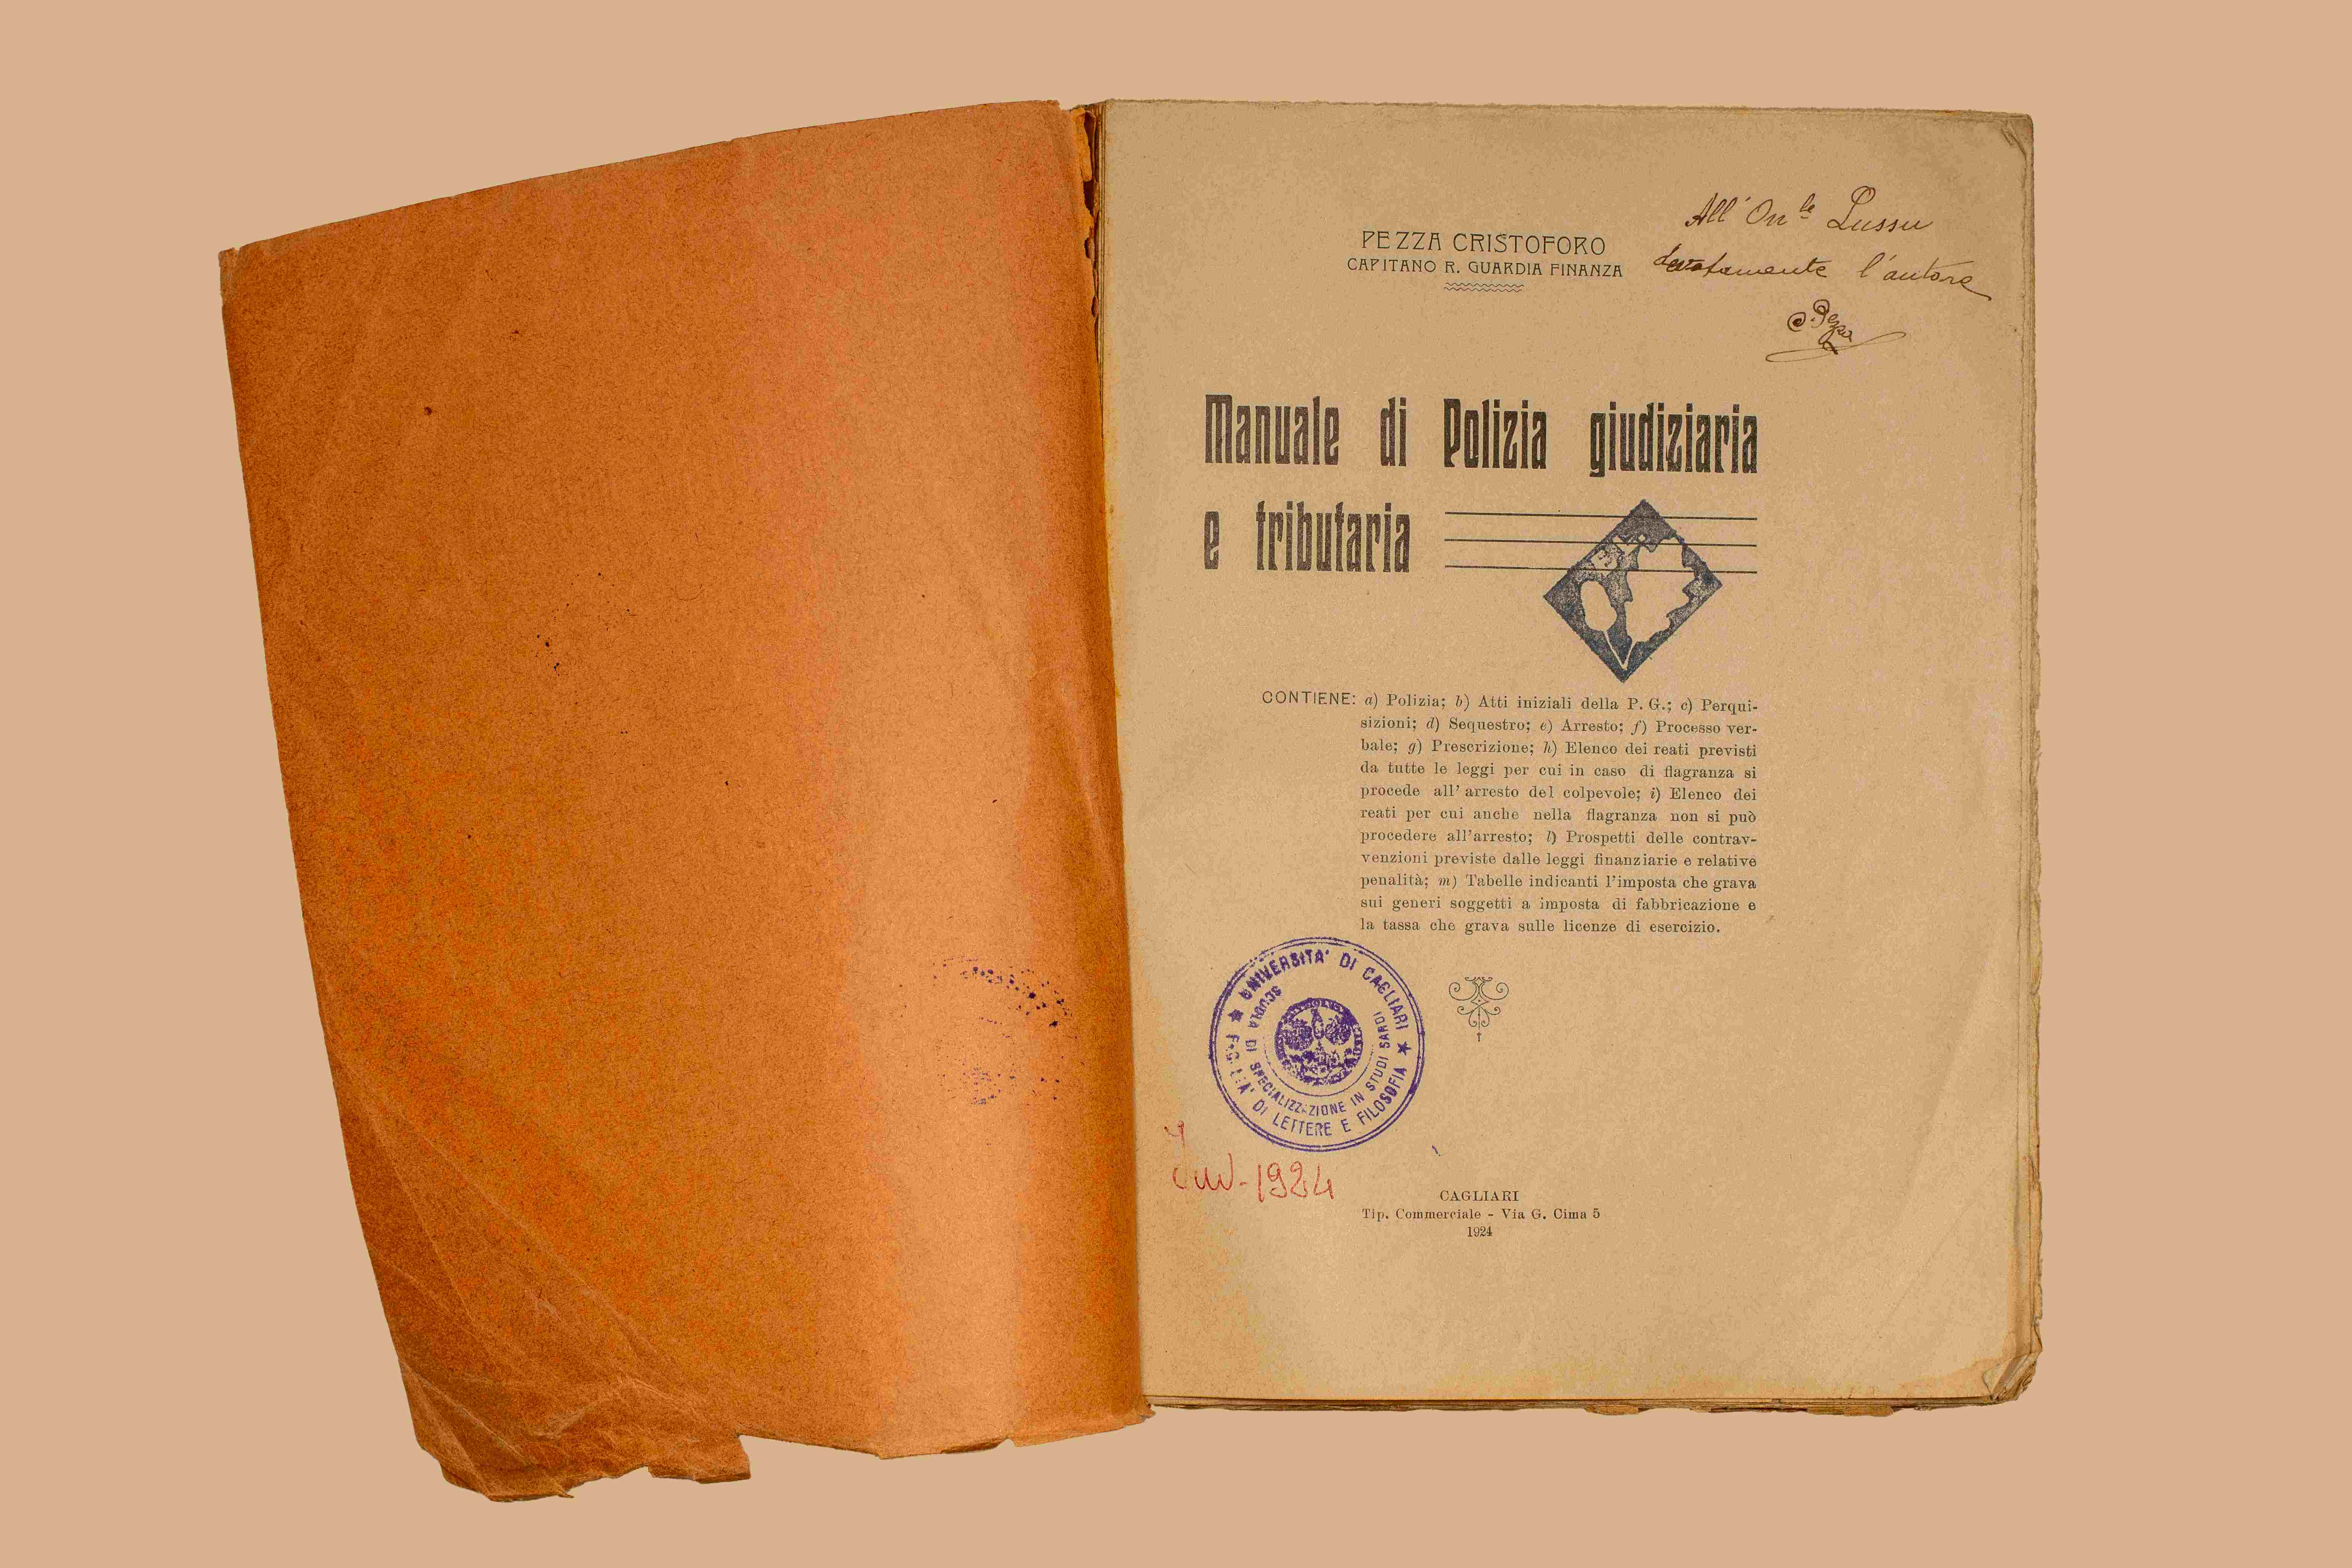 All' On.le Lussu
devotamente l'autore
PEZZA CRISTOFORO
CAPITANO R. GUARDIA FINANZA
Manuale di Polizia giudiziaria
e tributaria
CONTIENE: a) Polizia; b) Atti iniziali della P. G.; c) Perqui-
sizioni; d) Sequestro; e) Arresto; f) Processo ver-
bale; g) Prescrizione; h) Elenco dei reati previsti
da tutte le leggi per cui in caso di flagranza si
procede all' arresto del colpevole; i) Elenco dei
reati per cui anche nella flagranza non si può
procedere all'arresto; l) Prospetti delle contrav-
venzioni previste dalle leggi finanziarie e relative
penalità; m) Tabelle indicanti l'imposta che grava
sui generi soggetti a imposta di fabbricazione e
la tassa che grava sulle licenze di esercizio.
★ UNIVERSITA' DI CAGLIARI ★
FACOLTA' DI LETTERE E FILOSOFIA
SCUOLA DI SPECIALIZZAZIONE IN STUDI SARDI
1924
CAGLIARI
Tip. Commerciale - Via G. Cima 5
1924